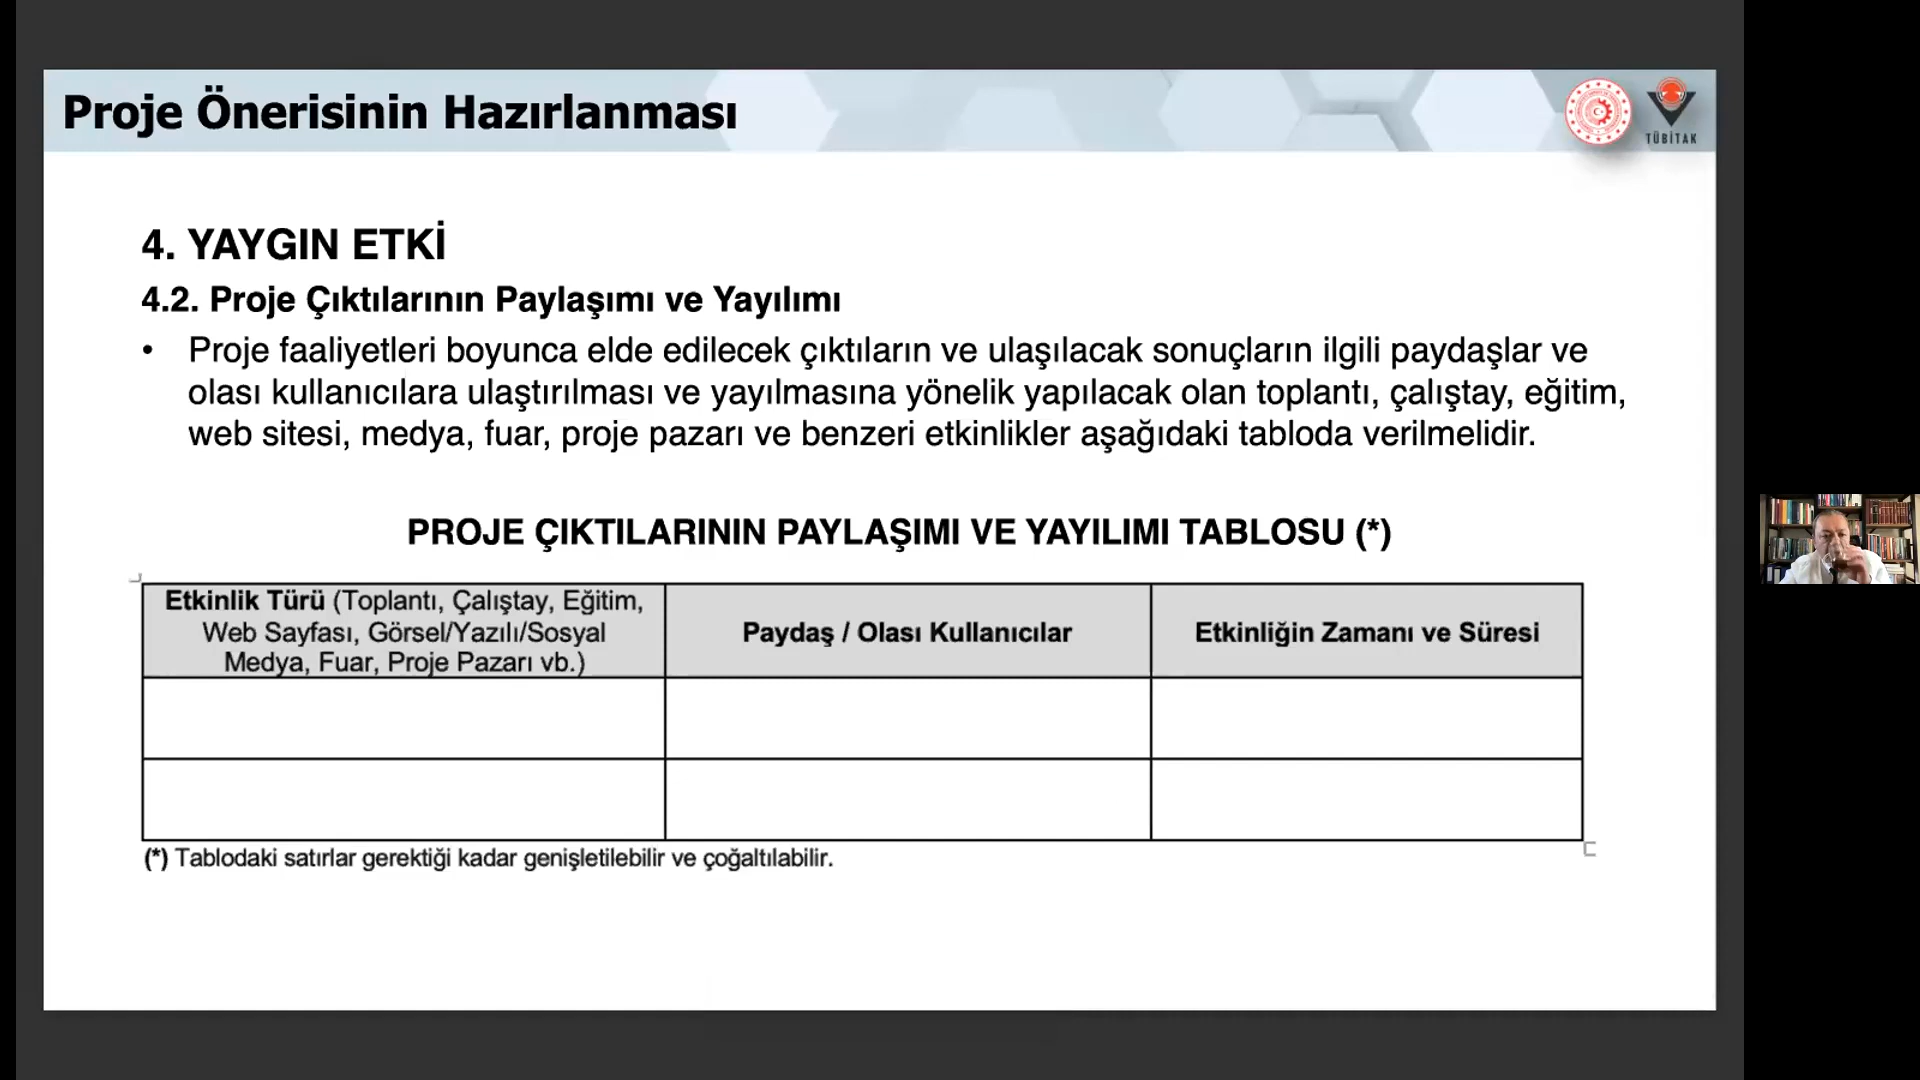 Proje Önerisinin Hazırlanması
TÜBİTAK
4. YAYGIN ETKİ
4.2. Proje Çıktılarının Paylaşımı ve Yayılımı
• Proje faaliyetleri boyunca elde edilecek çıktıların ve ulaşılacak sonuçların ilgili paydaşlar ve
olası kullanıcılara ulaştırılması ve yayılmasına yönelik yapılacak olan toplantı, çalıştay, eğitim,
web sitesi, medya, fuar, proje pazarı ve benzeri etkinlikler aşağıdaki tabloda verilmelidir.
PROJE ÇIKTILARININ PAYLAŞIMI VE YAYILIMI TABLOSU (*)
Etkinlik Türü (Toplantı, Çalıştay, Eğitim,
Web Sayfası, Görsel/Yazılı/Sosyal
Medya, Fuar, Proje Pazarı vb.)
Paydaş / Olası Kullanıcılar
Etkinliğin Zamanı ve Süresi
(*) Tablodaki satırlar gerektiği kadar genişletilebilir ve çoğaltılabilir.